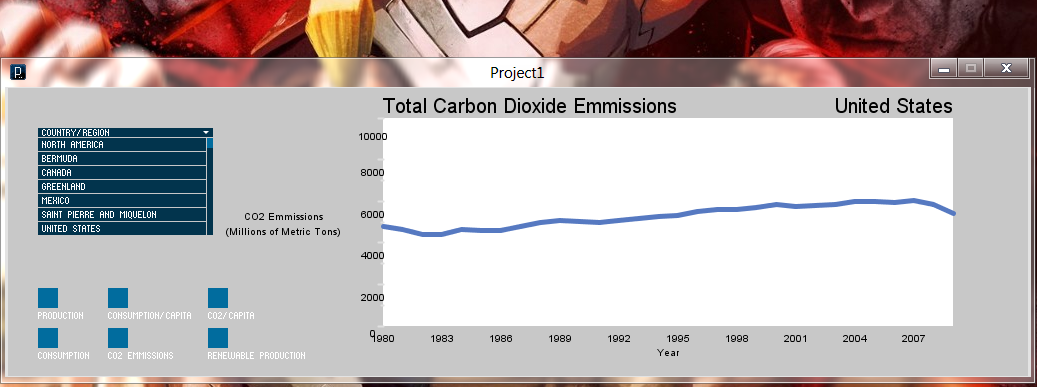 Project1
Total Carbon Dioxide Emmissions
United States
COUNTRY/REGION
NORTH AMERICA
BERMUDA
CANADA
GREENLAND
MEXICO
SAINT PIERRE AND MIQUELON
UNITED STATES
CO2 Emmissions
(Millions of Metric Tons)
10000
8000
6000
4000
2000
0
1980 1983 1986 1989 1992 1995 1998 2001 2004 2007
Year
PRODUCTION CONSUMPTION/CAPITA CO2/CAPITA
CONSUMPTION CO2 EMMISSIONS RENEWABLE PRODUCTION